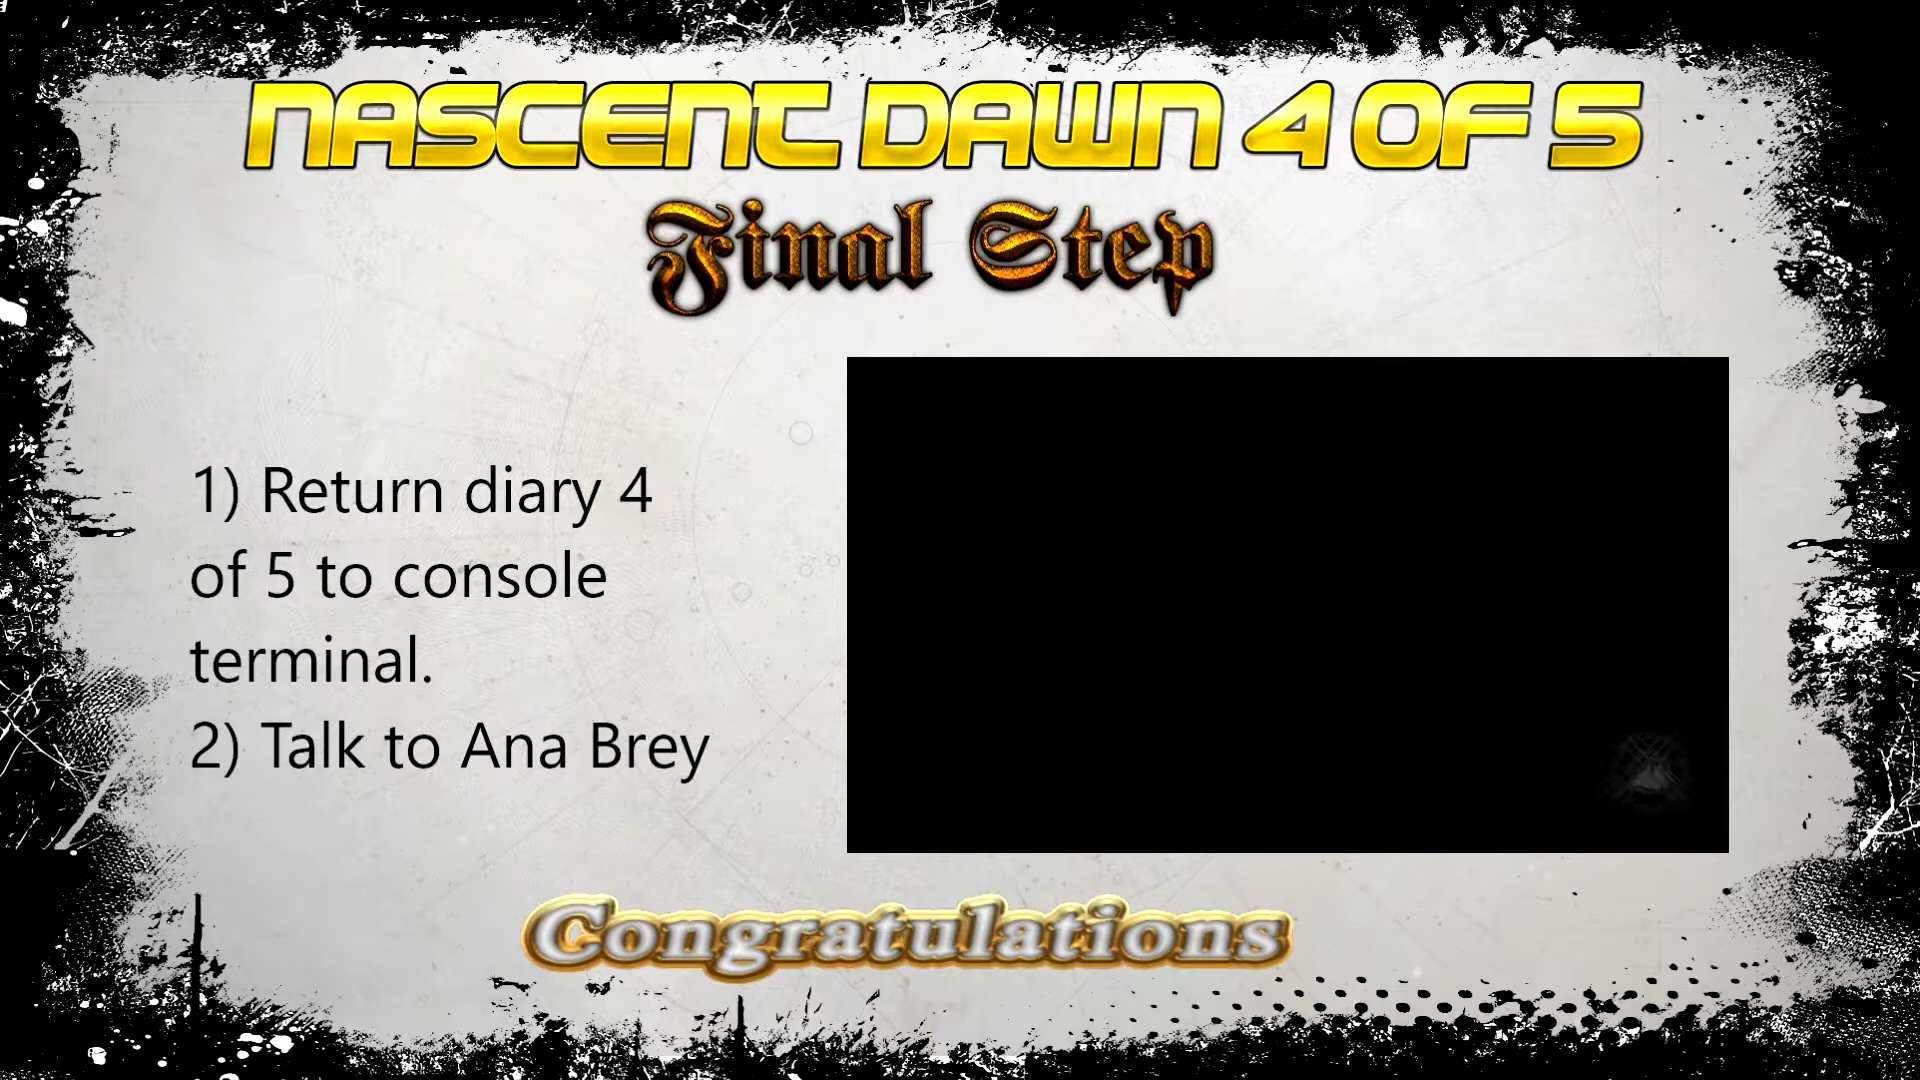 NASCENT DAWN 4 OF 5
Final Step
1) Return diary 4
of 5 to console
terminal.
2) Talk to Ana Brey
Congratulations